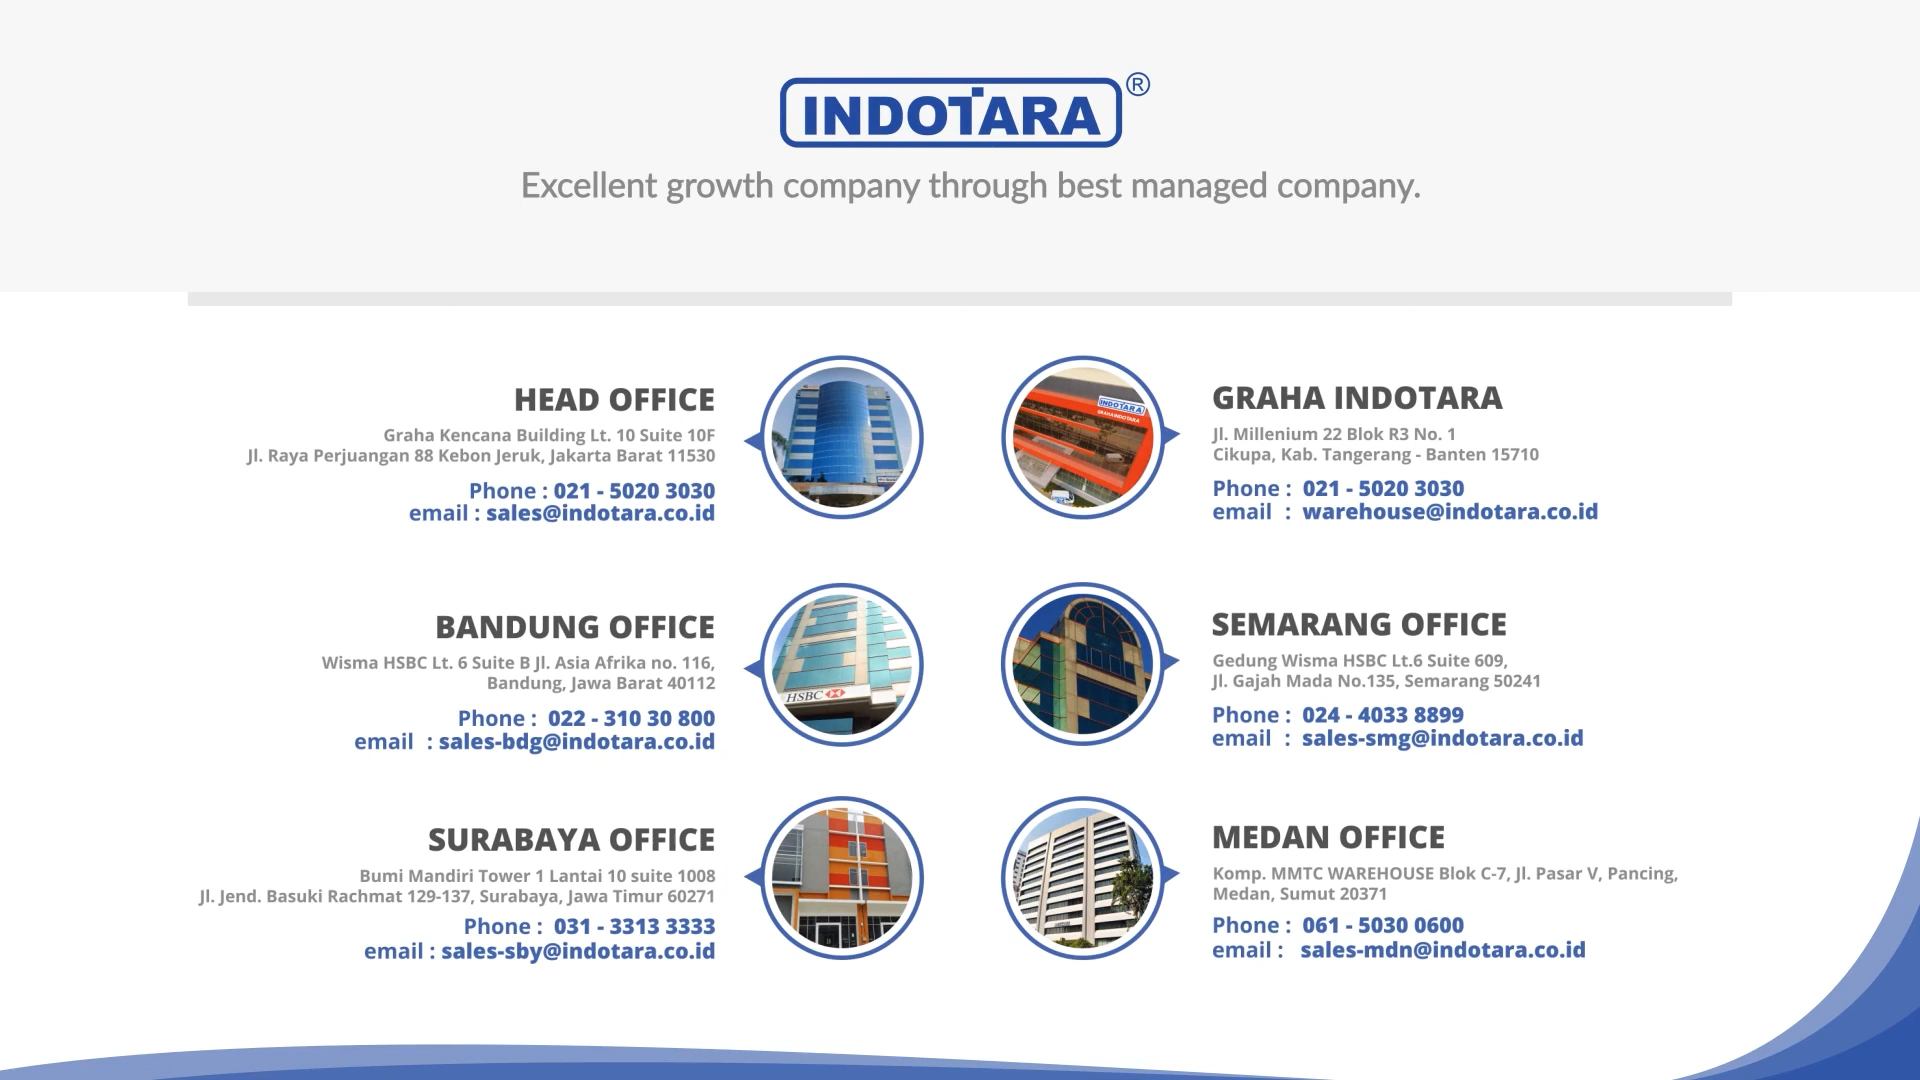 INDOTARA®
Excellent growth company through best managed company.
HEAD OFFICE
Graha Kencana Building Lt. 10 Suite 10F
Jl. Raya Perjuangan 88 Kebon Jeruk, Jakarta Barat 11530
Phone : 021 - 5020 3030
email : sales@indotara.co.id
GRAHA INDOTARA
Jl. Millenium 22 Blok R3 No. 1
Cikupa, Kab. Tangerang - Banten 15710
Phone : 021 - 5020 3030
email : warehouse@indotara.co.id
INDOTARA
GRAHA INDOTARA
BANDUNG OFFICE
Wisma HSBC Lt. 6 Suite B Jl. Asia Afrika no. 116,
Bandung, Jawa Barat 40112
Phone : 022 - 310 30 800
email : sales-bdg@indotara.co.id
HSBC
SEMARANG OFFICE
Gedung Wisma HSBC Lt.6 Suite 609,
Jl. Gajah Mada No.135, Semarang 50241
Phone : 024 - 4033 8899
email : sales-smg@indotara.co.id
SURABAYA OFFICE
Bumi Mandiri Tower 1 Lantai 10 suite 1008
Jl. Jend. Basuki Rachmat 129-137, Surabaya, Jawa Timur 60271
Phone : 031 - 3313 3333
email : sales-sby@indotara.co.id
MEDAN OFFICE
Komp. MMTC WAREHOUSE Blok C-7, Jl. Pasar V, Pancing,
Medan, Sumut 20371
Phone : 061 - 5030 0600
email : sales-mdn@indotara.co.id